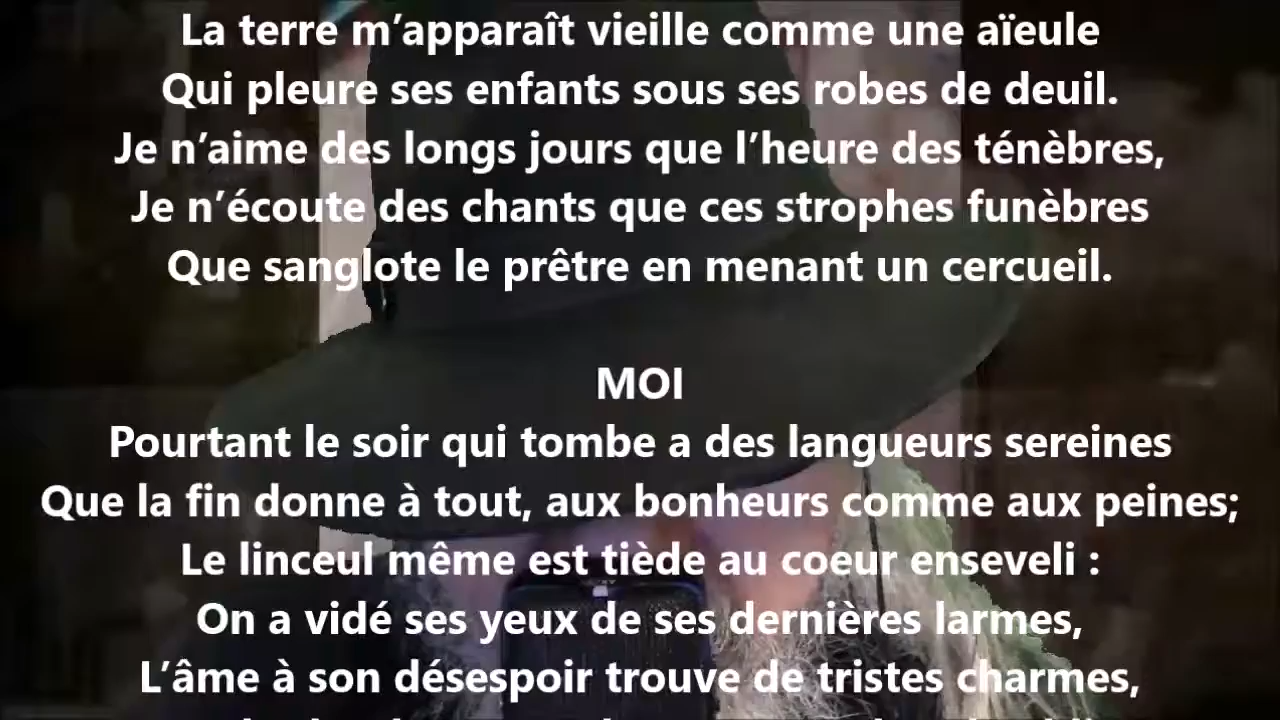 La terre m’apparaît vieille comme une aïeule
Qui pleure ses enfants sous ses robes de deuil.
Je n’aime des longs jours que l’heure des ténèbres,
Je n’écoute des chants que ces strophes funèbres
Que sanglote le prêtre en menant un cercueil.
MOI
Pourtant le soir qui tombe a des langueurs sereines
Que la fin donne à tout, aux bonheurs comme aux peines;
Le linceul même est tiède au coeur enseveli :
On a vidé ses yeux de ses dernières larmes,
L’âme à son désespoir trouve de tristes charmes,